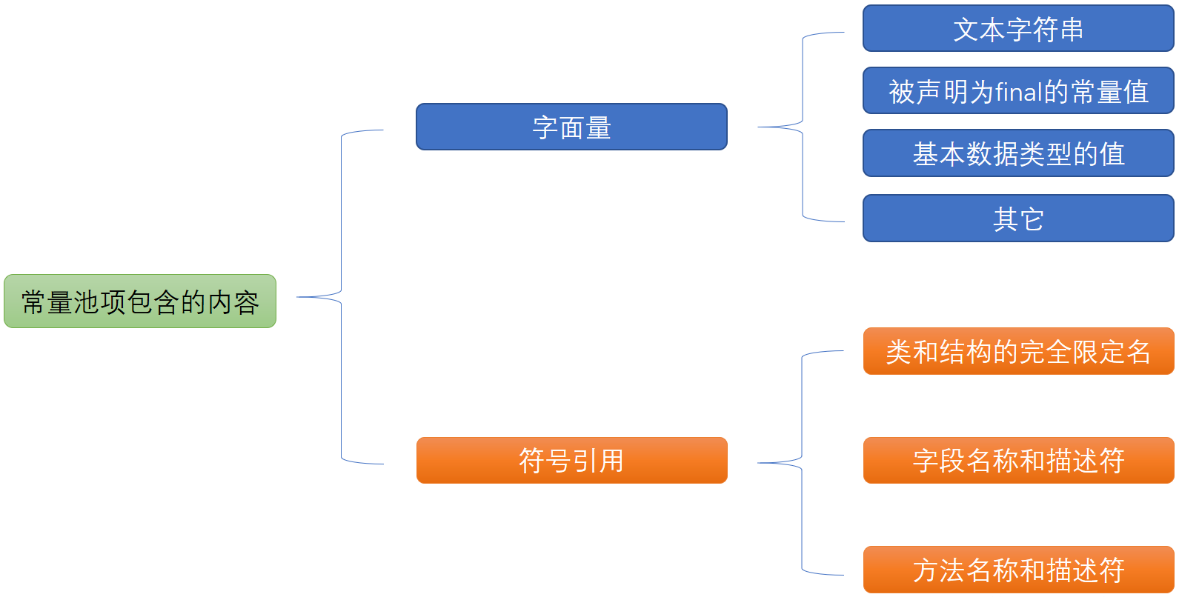 常量池项包含的内容
字面量
文本字符串
被声明为final的常量值
基本数据类型的值
其它
符号引用
类和结构的完全限定名
字段名称和描述符
方法名称和描述符